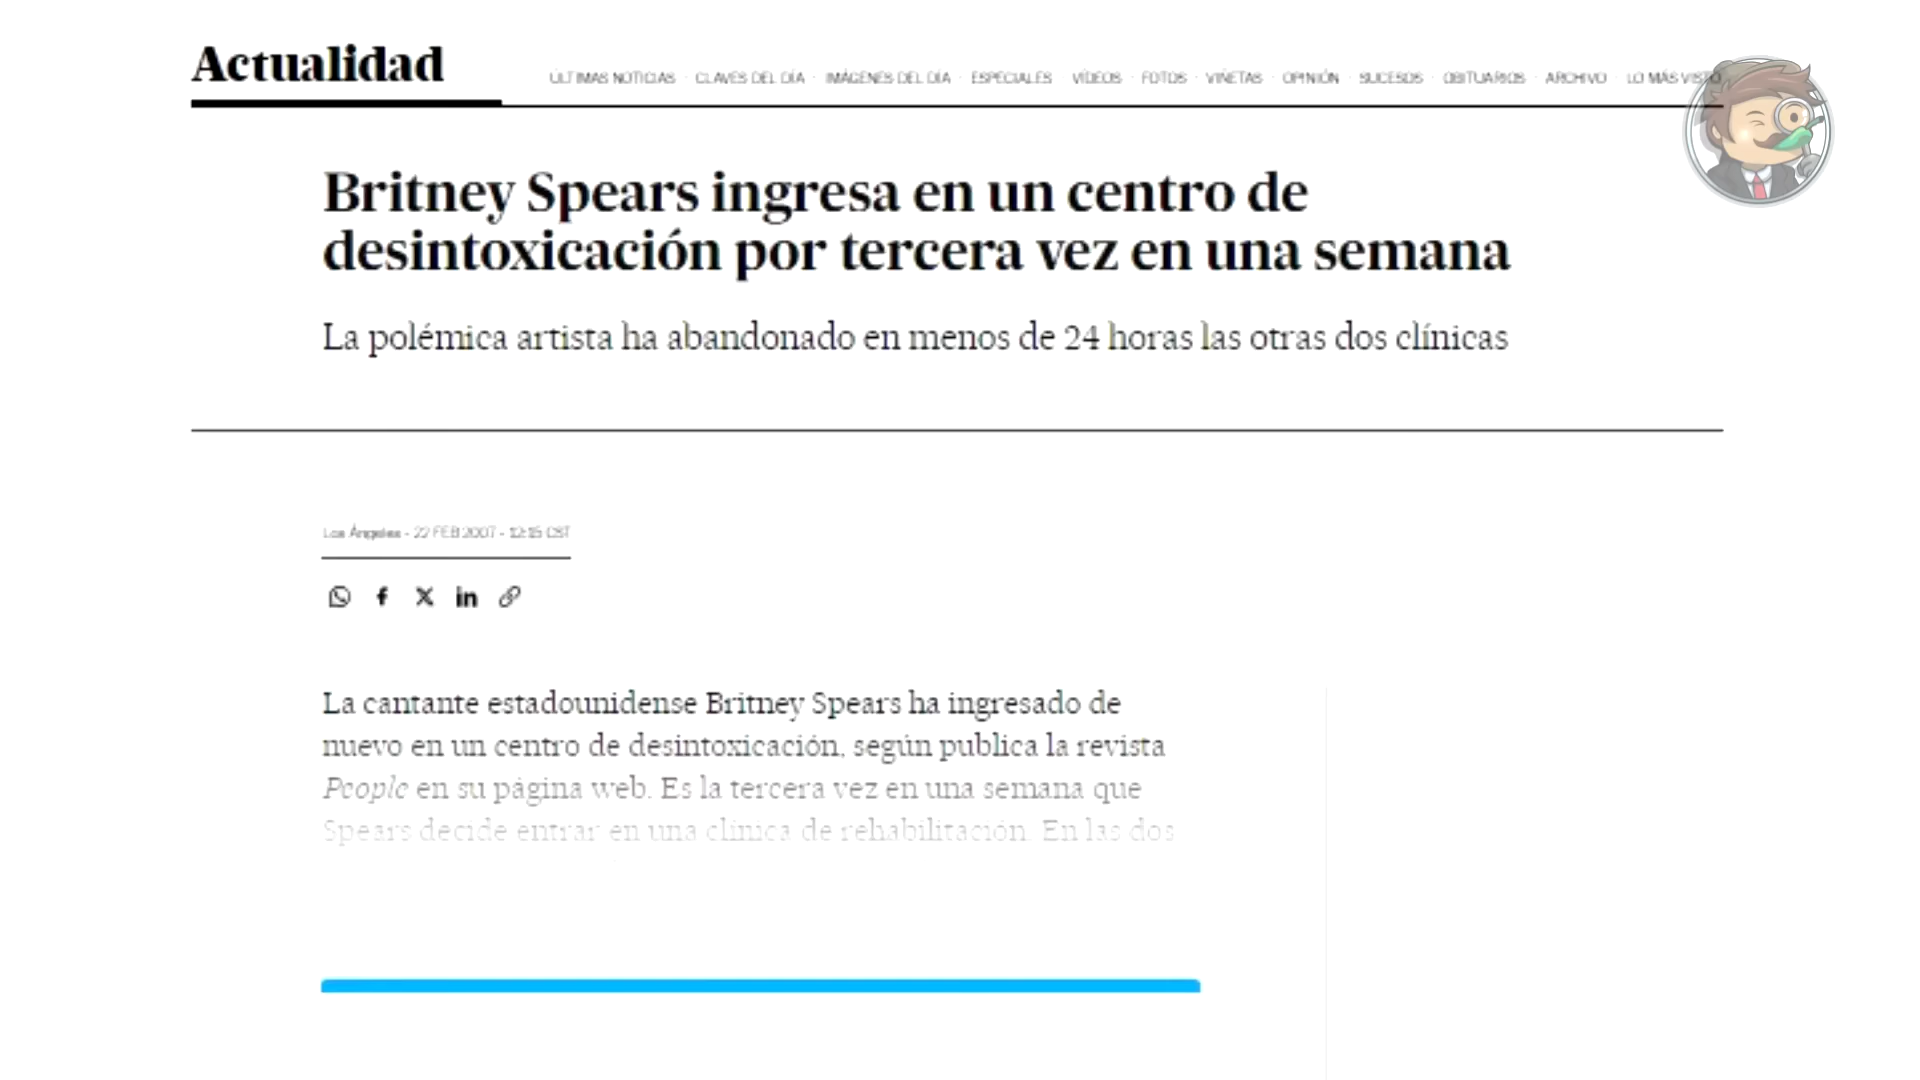 Actualidad
ÚLTIMAS NOTICIAS · CLAVES DEL DÍA · IMÁGENES DEL DÍA · ESPECIALES · VÍDEOS · FOTOS · VIÑETAS · OPINIÓN · SUCESOS · OBITUARIOS · ARCHIVO · LO MÁS VISTO
Britney Spears ingresa en un centro de
desintoxicación por tercera vez en una semana
La polémica artista ha abandonado en menos de 24 horas las otras dos clínicas
Los Ángeles - 22 FEB 2007 - 12:15 CST
La cantante estadounidense Britney Spears ha ingresado de
nuevo en un centro de desintoxicación, según publica la revista
People en su página web. Es la tercera vez en una semana que
Spears decide entrar en una clínica de rehabilitación. En las dos